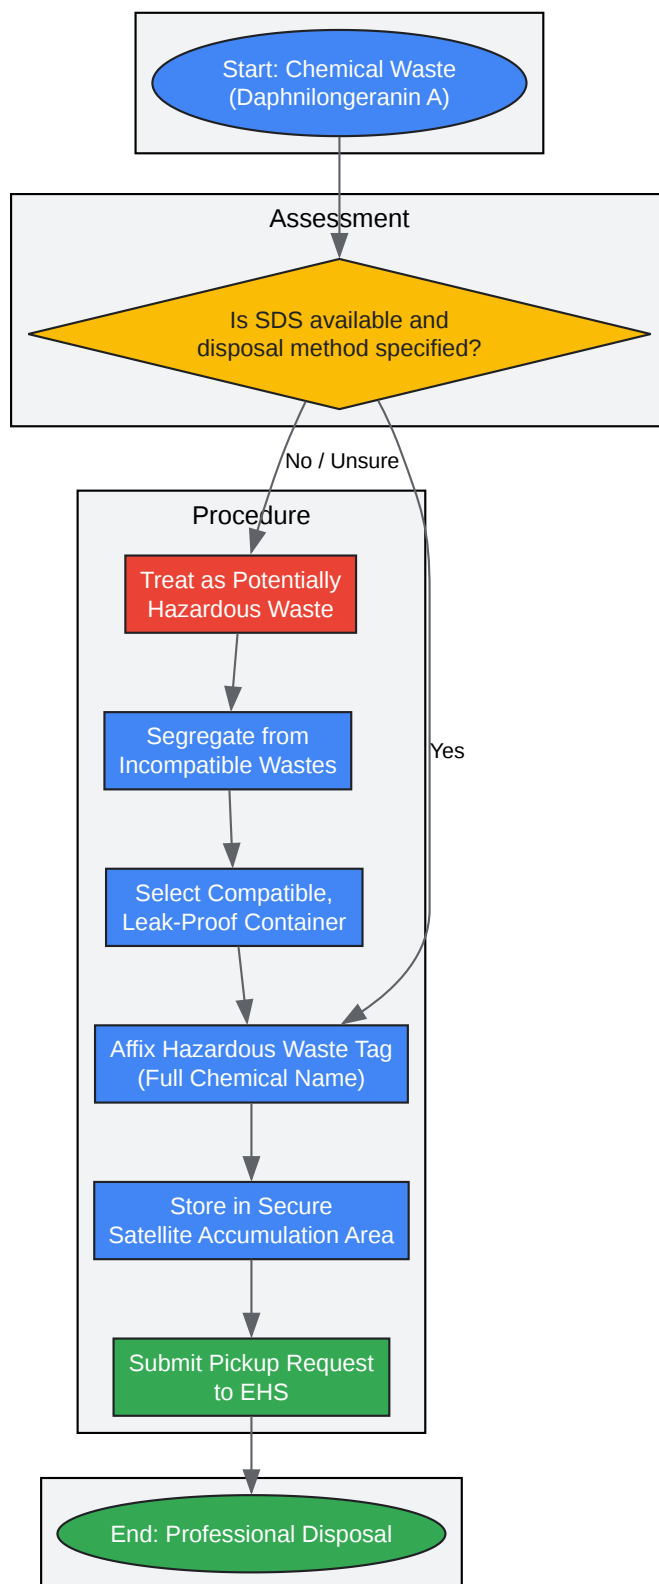 Start: Chemical Waste
(Daphnilongeranin A)
Assessment
Is SDS available and
disposal method specified?
No / Unsure
Procedure
Treat as Potentially
Hazardous Waste
Segregate from
Incompatible Wastes
Yes
Select Compatible,
Leak-Proof Container
Affix Hazardous Waste Tag
(Full Chemical Name)
Store in Secure
Satellite Accumulation Area
Submit Pickup Request
to EHS
End: Professional Disposal